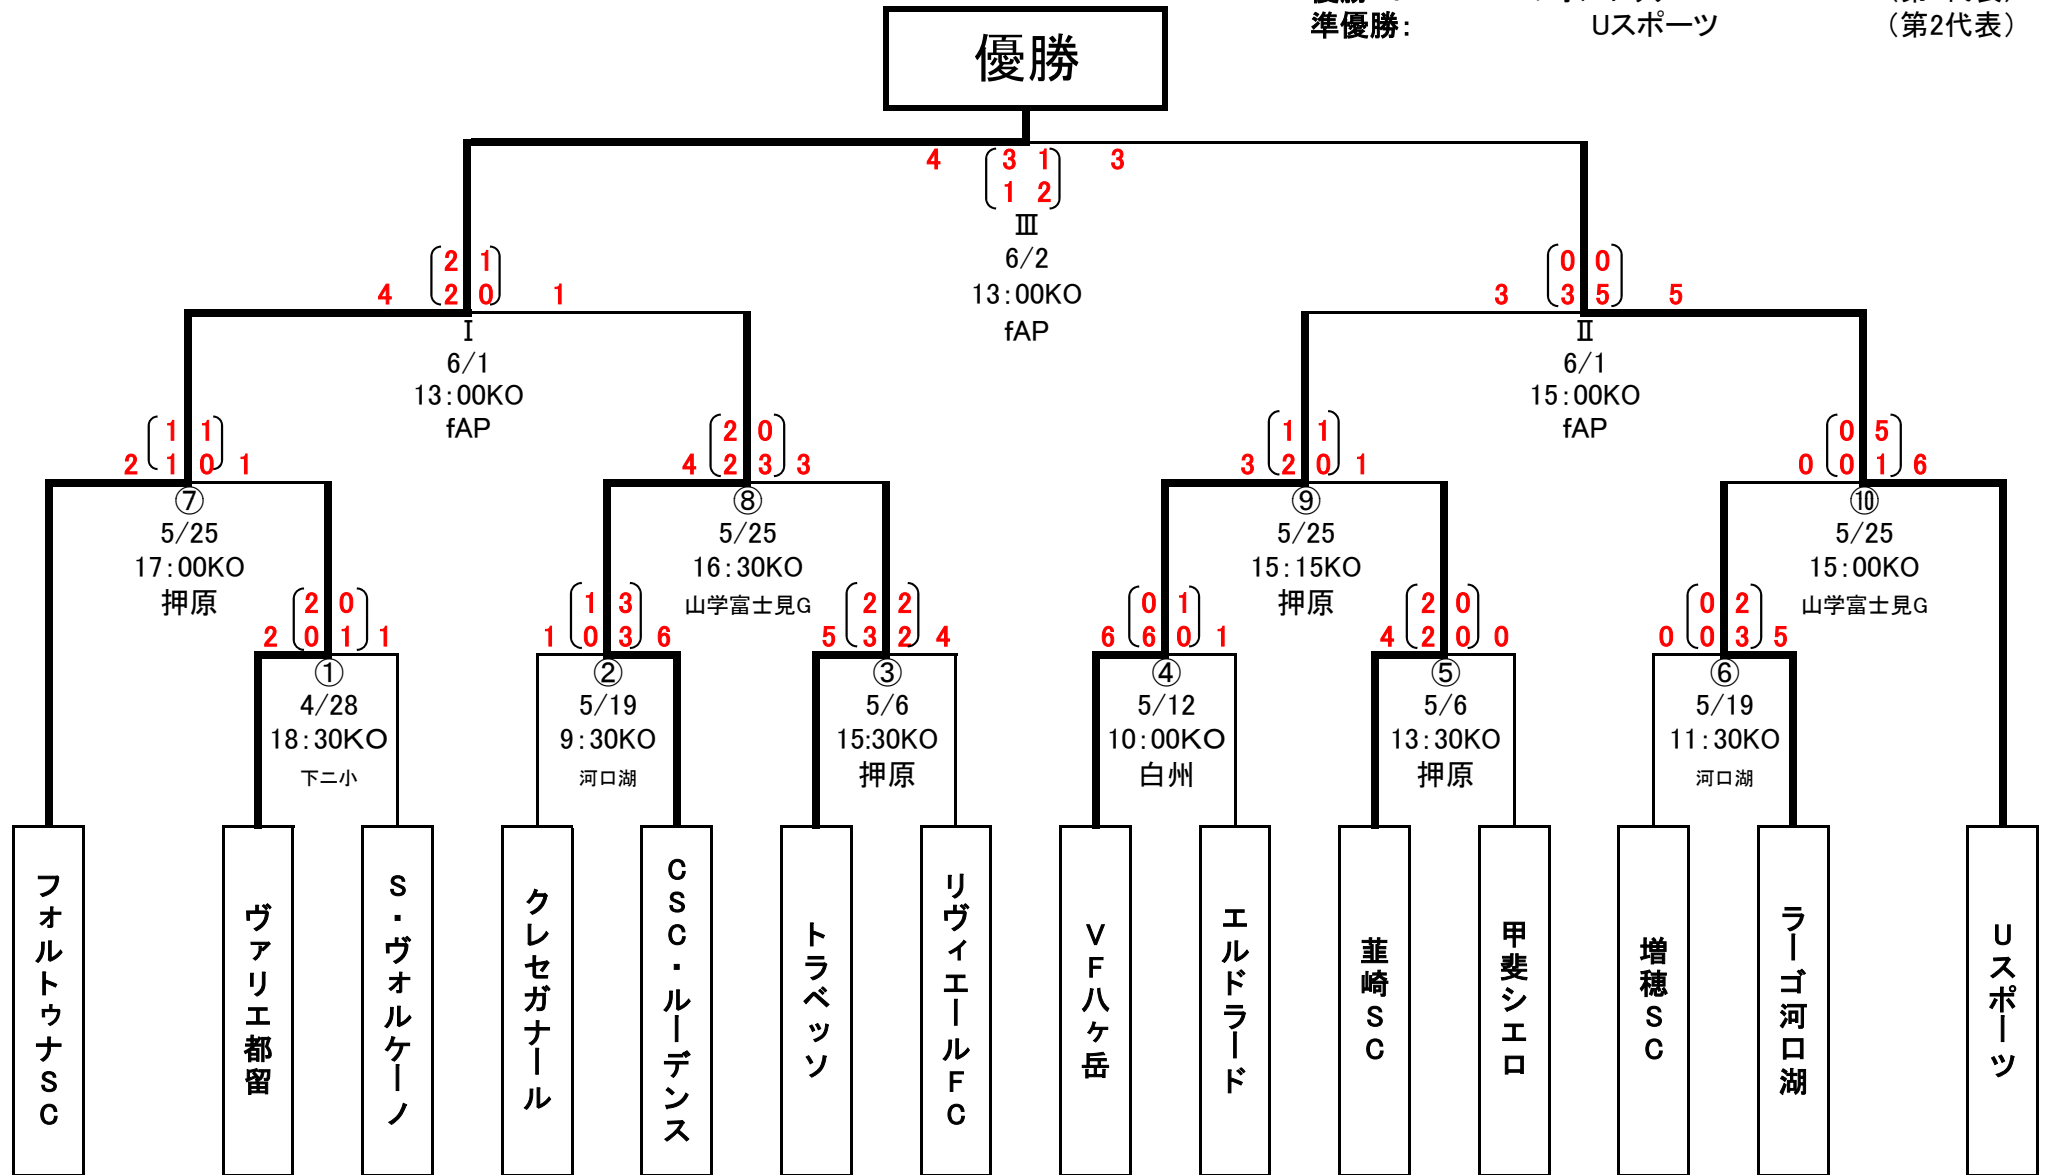 準優勝： Uスポーツ （第2代表）
優勝
4 3 1 3
1 2
Ⅲ
6/2
13:00KO
fAP
2 1
4 2 0 1
Ⅰ
6/1
13:00KO
fAP
0 0
3 3 5 5
Ⅱ
6/1
15:00KO
fAP
1 1
2 1 0 1
⑦
5/25
17:00KO
押原
2 0
4 2 3 3
⑧
5/25
16:30KO
山学富士見G
1 1
3 2 0 1
⑨
5/25
15:15KO
押原
0 5
0 0 1 6
⑩
5/25
15:00KO
山学富士見G
2 0
2 0 1 1
①
4/28
18:30KO
下二小
1 3
1 0 3 6
②
5/19
9:30KO
河口湖
2 2
5 3 2 4
③
5/6
15:30KO
押原
0 1
6 6 0 1
④
5/12
10:00KO
白州
2 0
4 2 0 0
⑤
5/6
13:30KO
押原
0 2
0 0 3 5
⑥
5/19
11:30KO
河口湖
フォルトゥナSC
ヴァリエ都留
S・ヴォルケーノ
クレセガナール
CSC・ルーデンス
トラベッソ
リヴィエールFC
VF八ヶ岳
エルドラード
韮崎SC
甲斐シエロ
増穂SC
ラーゴ河口湖
Uスポーツ